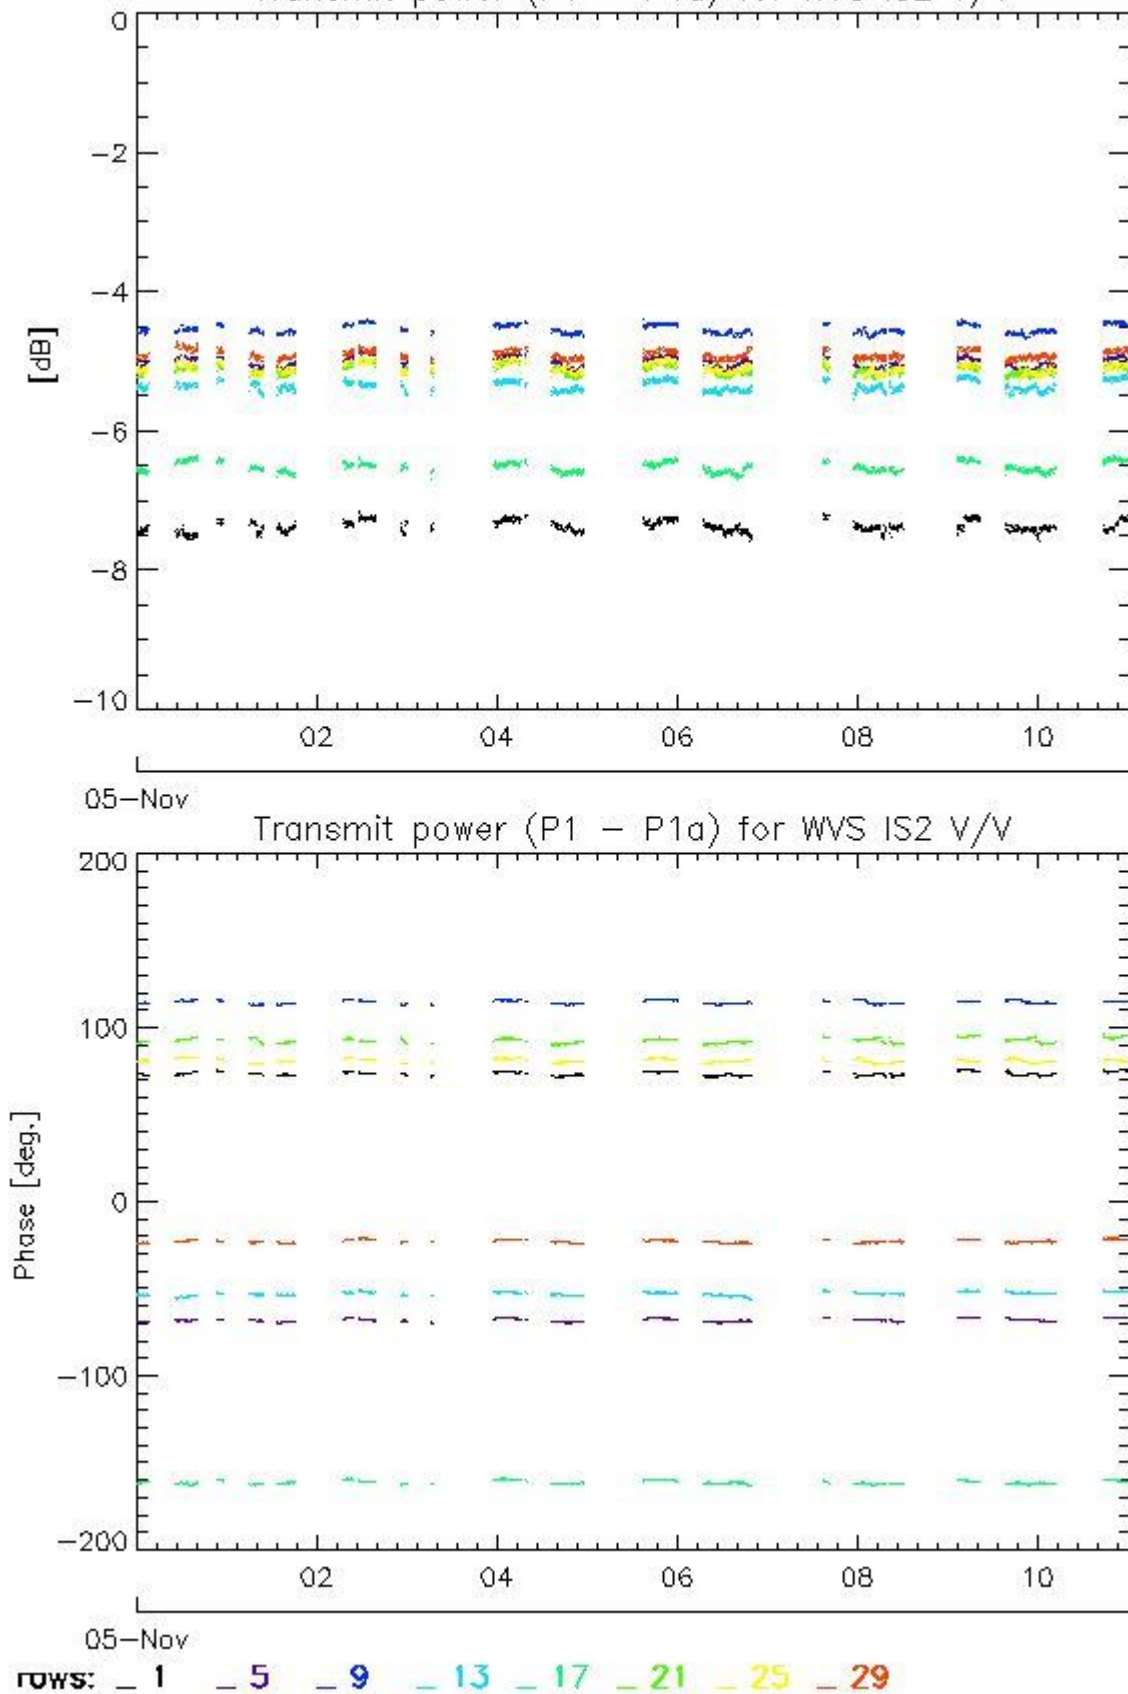 0
−2
−4
[dB]
−6
−8
−10
02 04 06 08 10
05−Nov
Transmit power (P1 − P1a) for WVS IS2 V/V
200
100
Phase [deg.]
0
−100
−200
02 04 06 08 10
05−Nov
rows: _ 1 _ 5 _ 9 _ 13 _ 17 _ 21 _ 25 _ 29